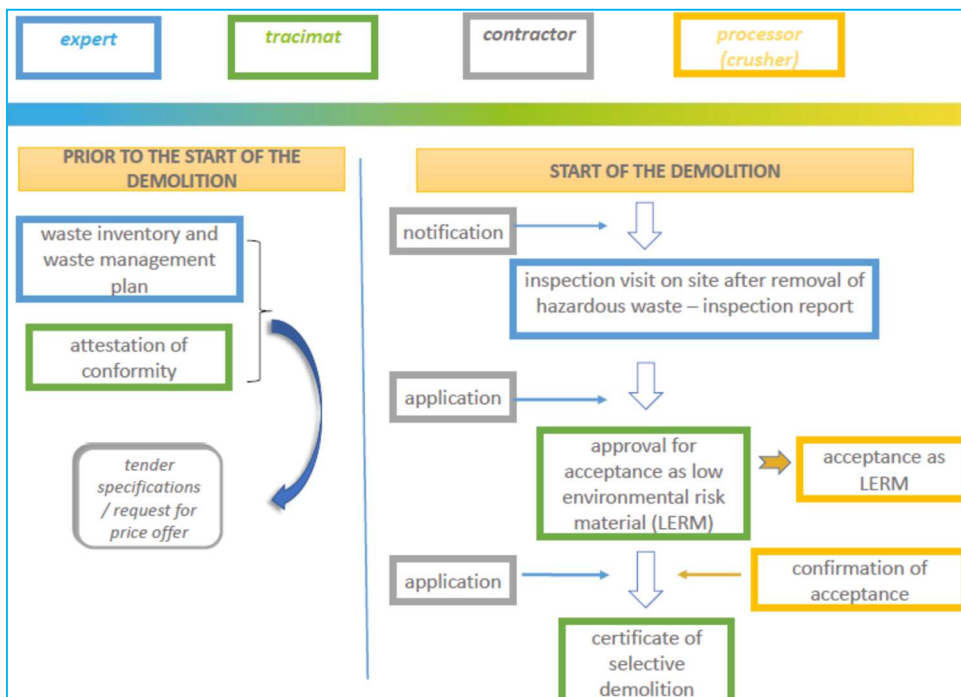 expert
tracimat
contractor
processor
(crusher)
PRIOR TO THE START OF THE
DEMOLITION
START OF THE DEMOLITION
waste inventory and
waste management
plan
attestation of
conformity
tender
specifications
/ request for
price offer
notification
inspection visit on site after removal of
hazardous waste – inspection report
application
approval for
acceptance as low
environmental risk
material (LERM)
acceptance as
LERM
application
confirmation of
acceptance
certificate of
selective
demolition